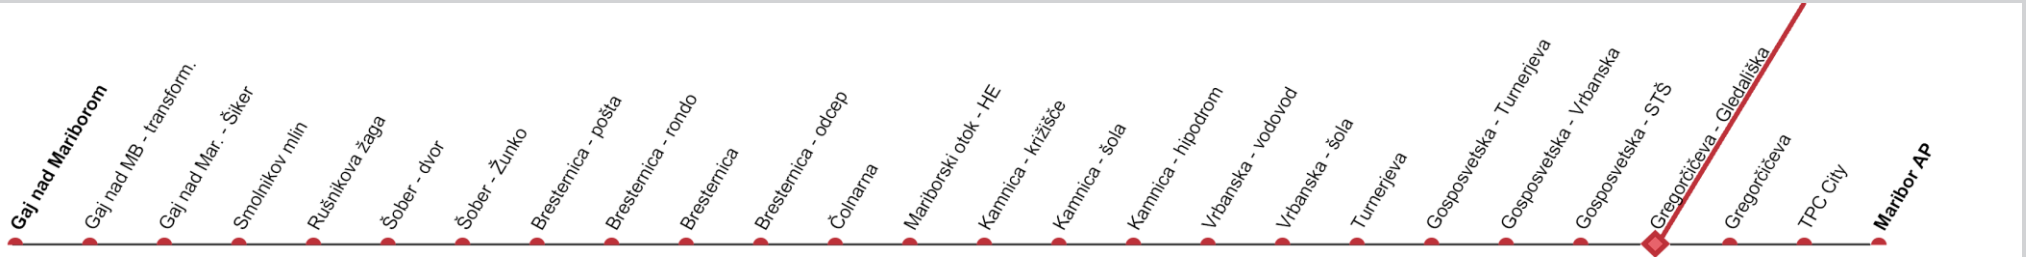 Gaj nad Mariborom
Gaj nad MB - transform.
Gaj nad Mar. - Šiker
Smolnikov mlin
Rušnikova žaga
Šober - dvor
Šober - Žunko
Bresternica - pošta
Bresternica - rondo
Bresternica
Bresternica - odcep
Čolnarna
Mariborski otok - HE
Kamnica - križišče
Kamnica - šola
Kamnica - hipodrom
Vrbanska - vodovod
Vrbanska - šola
Turnerjeva
Gosposvetska - Turnerjeva
Gosposvetska - Vrbanska
Gosposvetska - STŠ
Gregorčičeva - Gledališka
Gregorčičeva
TPC City
Maribor AP